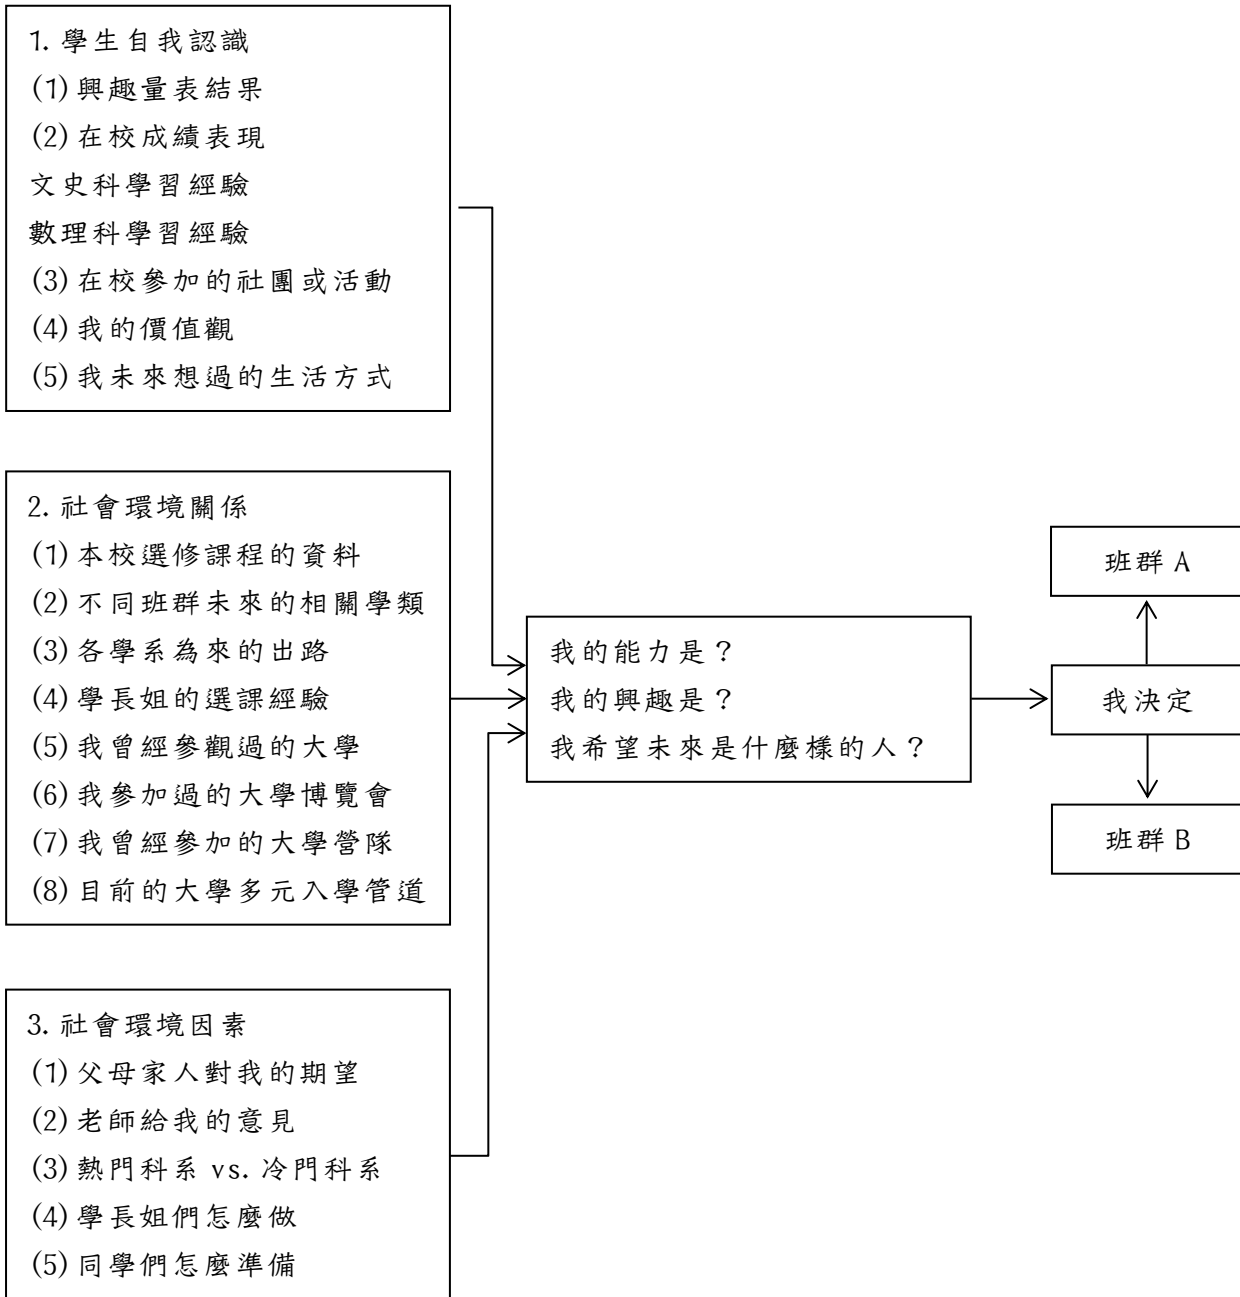 1.學生自我認識
(1)興趣量表結果
(2)在校成績表現
文史科學習經驗
數理科學習經驗
(3)在校參加的社團或活動
(4)我的價值觀
(5)我未來想過的生活方式
2.社會環境關係
(1)本校選修課程的資料
(2)不同班群未來的相關學類
(3)各學系為來的出路
(4)學長姐的選課經驗
(5)我曾經參觀過的大學
(6)我參加過的大學博覽會
(7)我曾經參加的大學營隊
(8)目前的大學多元入學管道
3.社會環境因素
(1)父母家人對我的期望
(2)老師給我的意見
(3)熱門科系 vs.冷門科系
(4)學長姐們怎麼做
(5)同學們怎麼準備
我的能力是？
我的興趣是？
我希望未來是什麼樣的人？
班群 A
我決定
班群 B